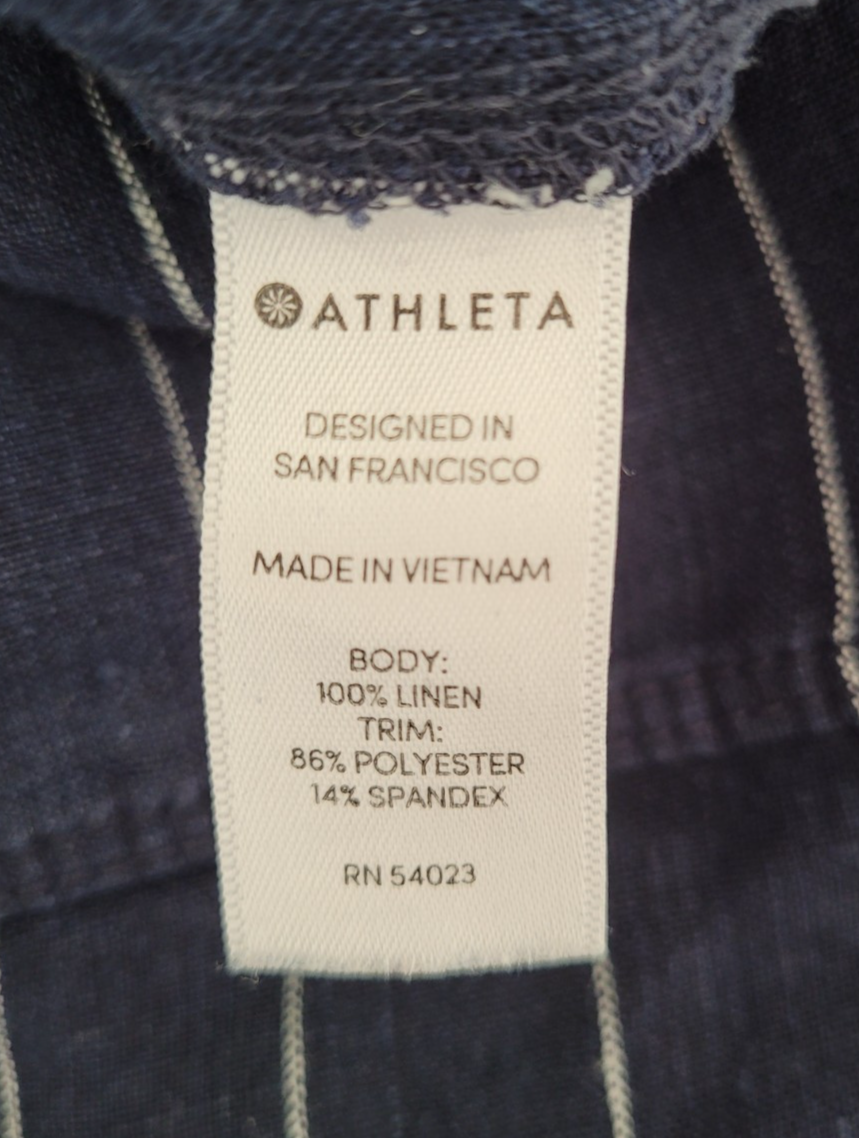 ATHLETA
DESIGNED IN
SAN FRANCISCO
MADE IN VIETNAM
BODY:
100% LINEN
TRIM:
86% POLYESTER
14% SPANDEX
RN 54023